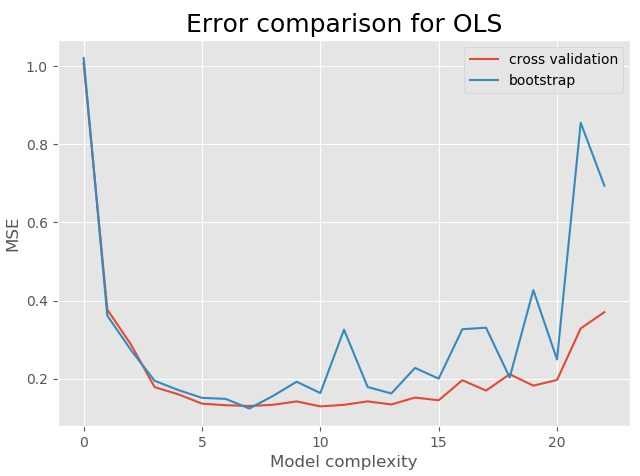 Error comparison for OLS
cross validation
bootstrap
1.0
0.8
0.6
0.4
0.2
MSE
0
5
10
15
20
Model complexity